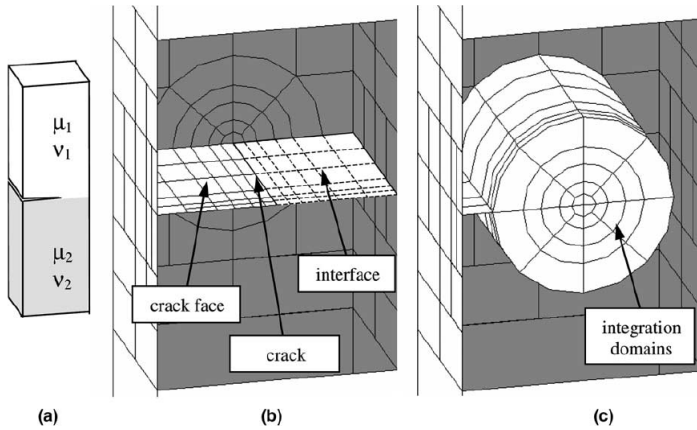 μ1
ν1
μ2
ν2
crack face
interface
crack
integration
domains
(a)
(b)
(c)